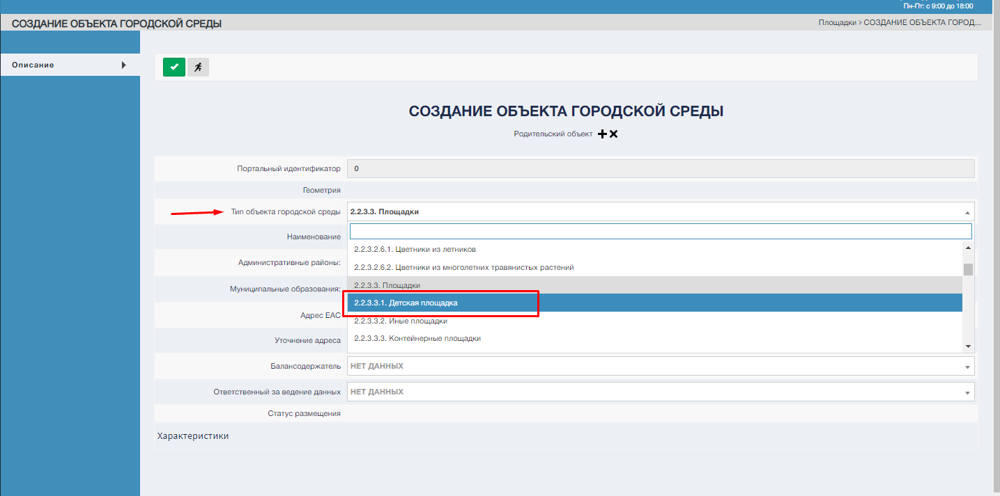 Пн-Пт: с 9:00 до 18:00
СОЗДАНИЕ ОБЪЕКТА ГОРОДСКОЙ СРЕДЫ
Площадки > СОЗДАНИЕ ОБЪЕКТА ГОРОД...
Описание
СОЗДАНИЕ ОБЪЕКТА ГОРОДСКОЙ СРЕДЫ
Родительский объект
Портальный идентификатор 0
Геометрия
Тип объекта городской среды 2.2.3.3. Площадки
Наименование
2.2.3.2.6.1. Цветники из летников
Административные районы:
2.2.3.2.6.2. Цветники из многолетних травянистых растений
2.2.3.3. Площадки
Муниципальные образования:
2.2.3.3.1. Детская площадка
Адрес ЕАС
2.2.3.3.2. Иные площадки
Уточнение адреса
2.2.3.3.3. Контейнерные площадки
Балансодержатель НЕТ ДАННЫХ
Ответственный за ведение данных НЕТ ДАННЫХ
Статус размещения
Характеристики